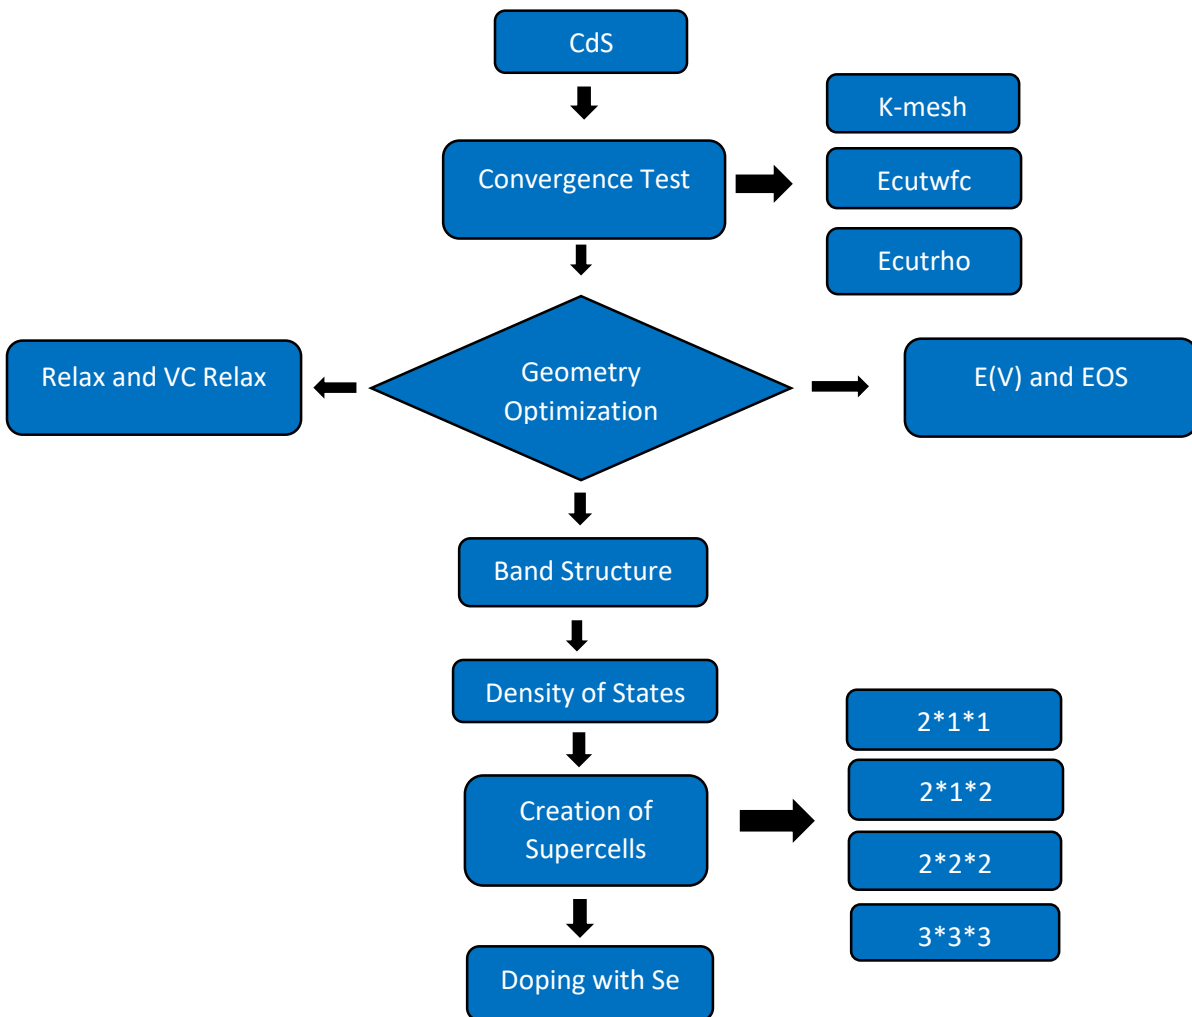 CdS
K-mesh
Convergence Test
Ecutwfc
Ecutrho
Relax and VC Relax
Geometry
Optimization
E(V) and EOS
Band Structure
Density of States
2*1*1
2*1*2
Creation of
Supercells
2*2*2
3*3*3
Doping with Se